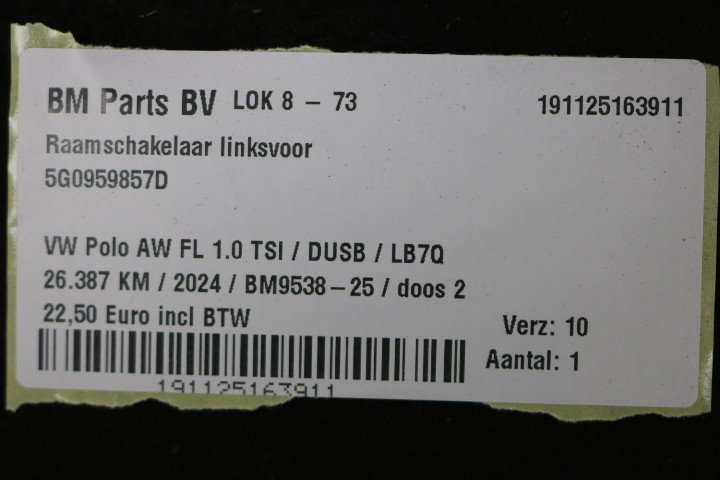 BM Parts BV LOK 8 – 73 191125163911
Raamschakelaar linksvoor
5G0959857D
VW Polo AW FL 1.0 TSI / DUSB / LB7Q
26.387 KM / 2024 / BM9538–25 / doos 2
22,50 Euro incl BTW
Verz: 10
Aantal: 1
191125163911